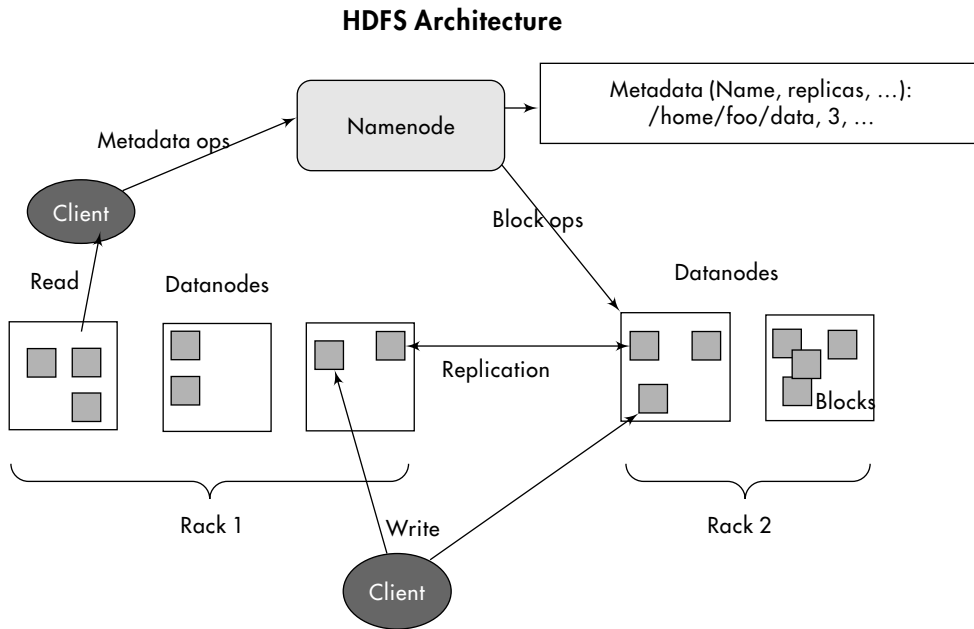 HDFS Architecture
Metadata (Name, replicas, …):
/home/foo/data, 3, …
Namenode
Metadata ops
Client
Block ops
Read
Datanodes
Datanodes
Replication
Blocks
Rack 1
Write
Rack 2
Client